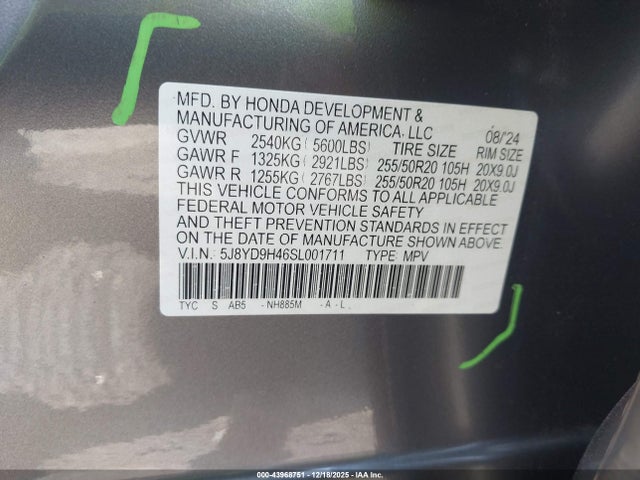 MFD. BY HONDA DEVELOPMENT &
MANUFACTURING OF AMERICA, LLC 08/24
GVWR 2540KG ( 5600LBS) TIRE SIZE RIM SIZE
GAWR F 1325KG ( 2921LBS) 255/50R20 105H 20X9.0J
GAWR R 1255KG ( 2767LBS) 255/50R20 105H 20X9.0J
THIS VEHICLE CONFORMS TO ALL APPLICABLE
FEDERAL MOTOR VEHICLE SAFETY
AND THEFT PREVENTION STANDARDS IN EFFECT
ON THE DATE OF MANUFACTURE SHOWN ABOVE.
V.I.N. 5J8YD9H46SL001711 TYPE: MPV
TYC S AB5 - NH885M - A - L
000-43968751 - 12/18/2025 - IAA Inc.